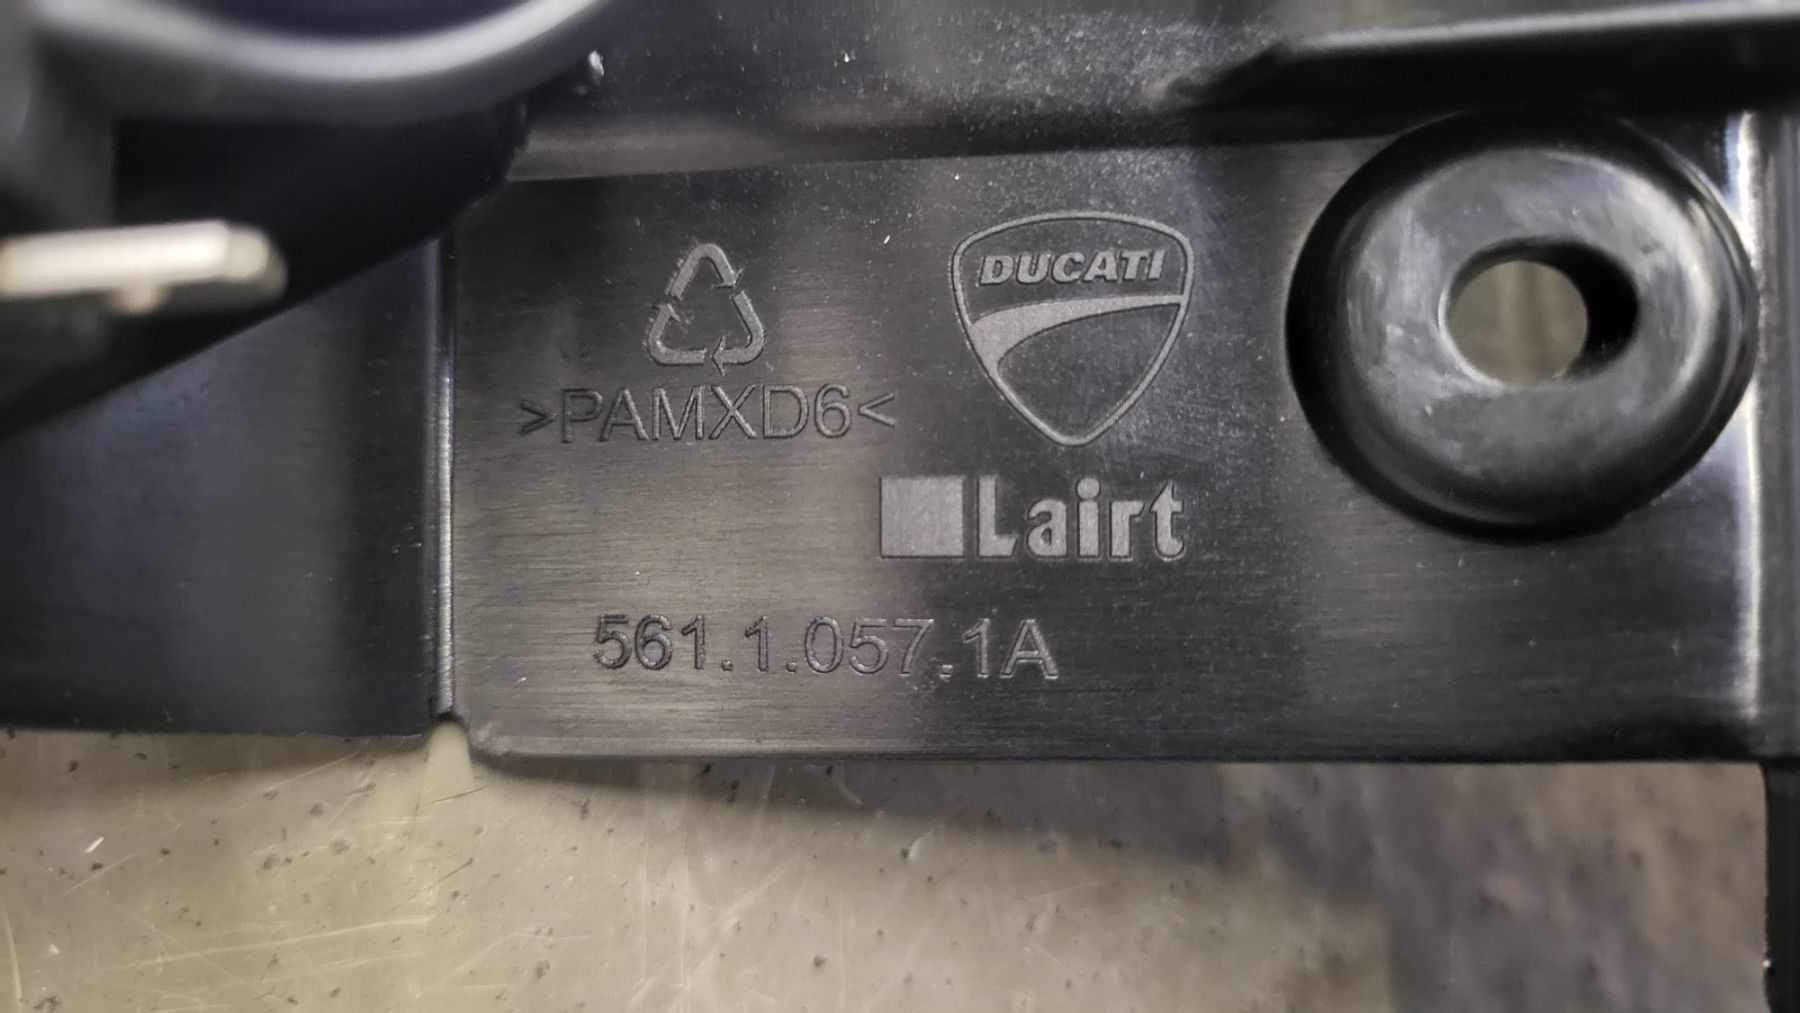 DUCATI
>PAMXD6<
Lairt
561.1.057.1A